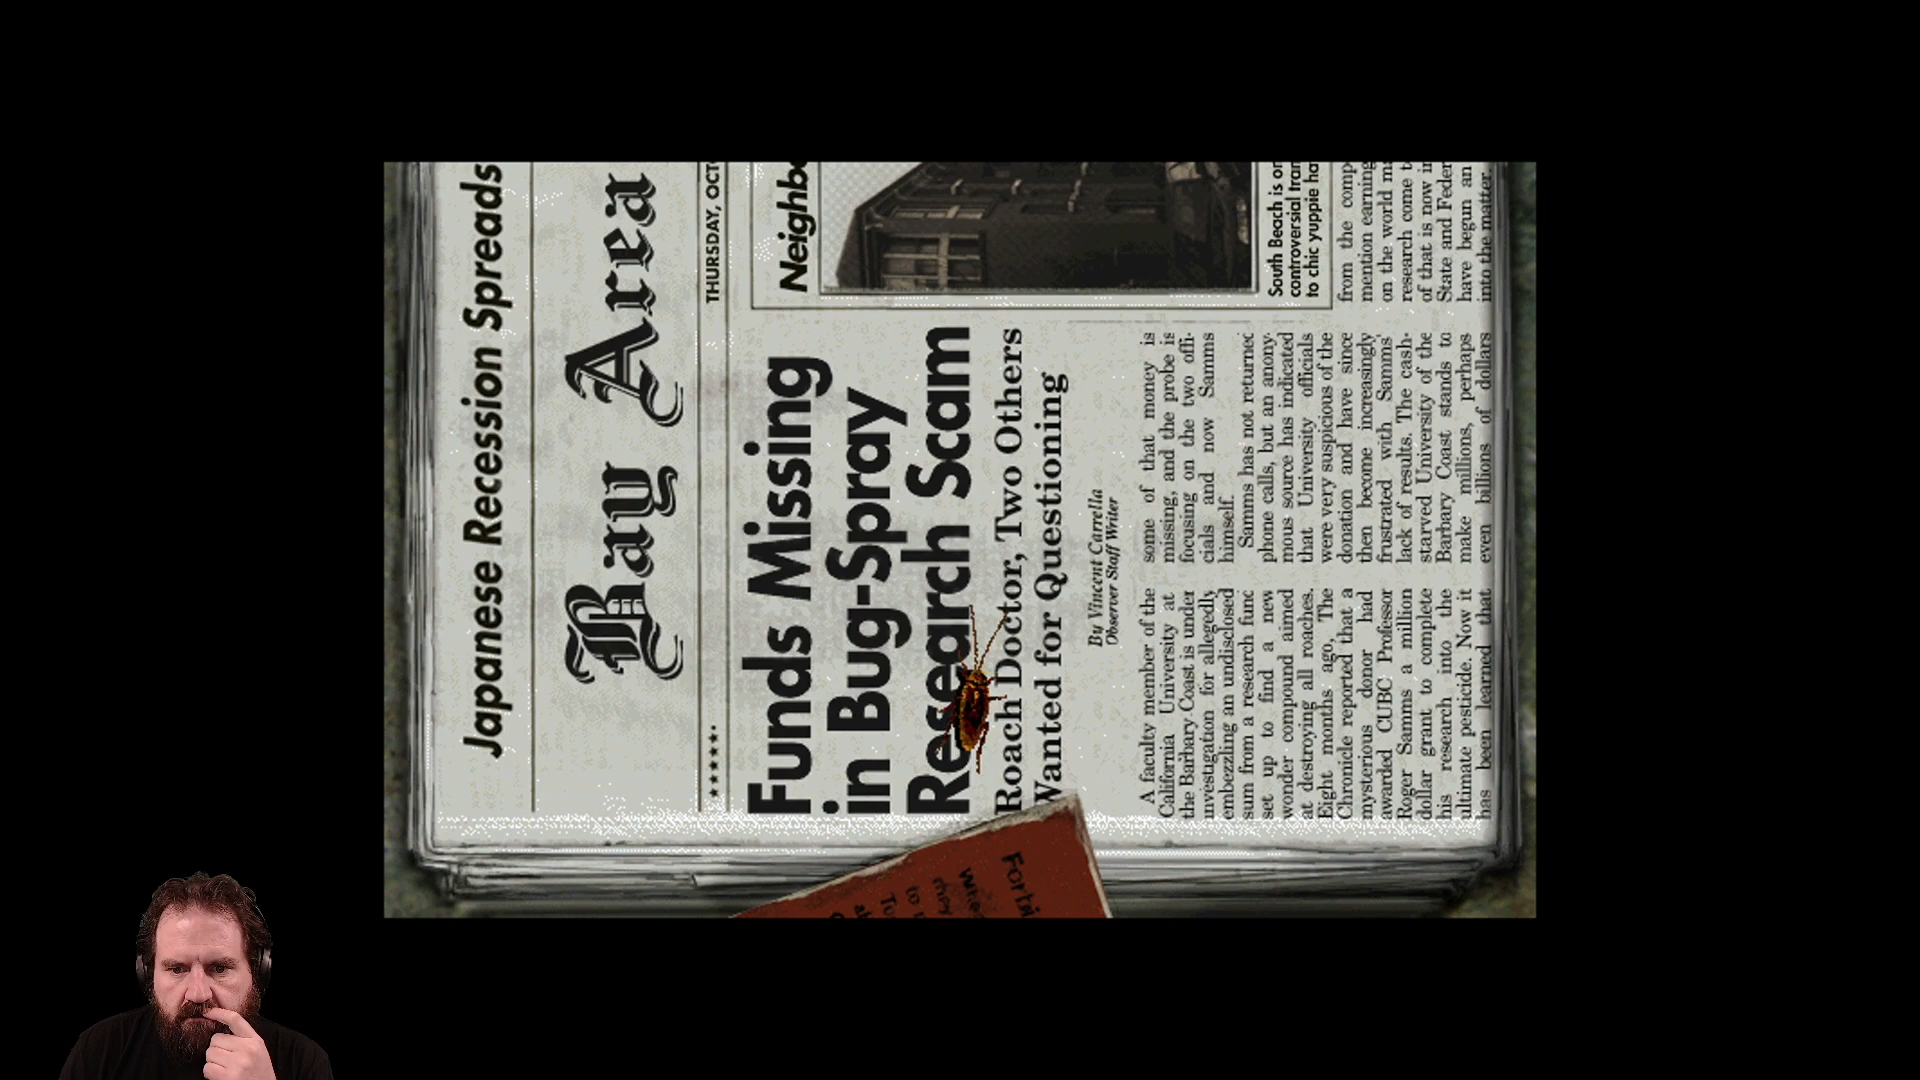 Japanese Recession Spreads
Bay Area
★★★★★★
THURSDAY, OCT
Funds Missing
in Bug-Spray
Research Scam
Roach Doctor, Two Others
Wanted for Questioning
By Vincent Carrella
Observer Staff Writer
A faculty member of the
California University at
the Barbary Coast is under
investigation for allegedly
embezzling an undisclosed
sum from a research func
set up to find a new
wonder compound aimed
at destroying all roaches.
Eight months ago, The
Chronicle reported that a
mysterious donor had
awarded CUBC Professor
Roger Samms a million
dollar grant to complete
his research into the
ultimate pesticide. Now it
has been learned that
some of that money is
missing, and the probe is
focusing on the two offi-
cials and now Samms
himself.
Samms has not returned
phone calls, but an anony-
mous source has indicated
that University officials
were very suspicious of the
donation and have since
then become increasingly
frustrated with Samms'
lack of results. The cash-
starved University of the
Barbary Coast stands to
make millions, perhaps
even billions of dollars
Neighbo
South Beach is on
controversial tran
to chic yuppie ha
from the comp
mention earning
on the world ma
research come t
of that is now in
State and Feder
have begun an
into the matter.
Forbi
whe
may
to
Tu